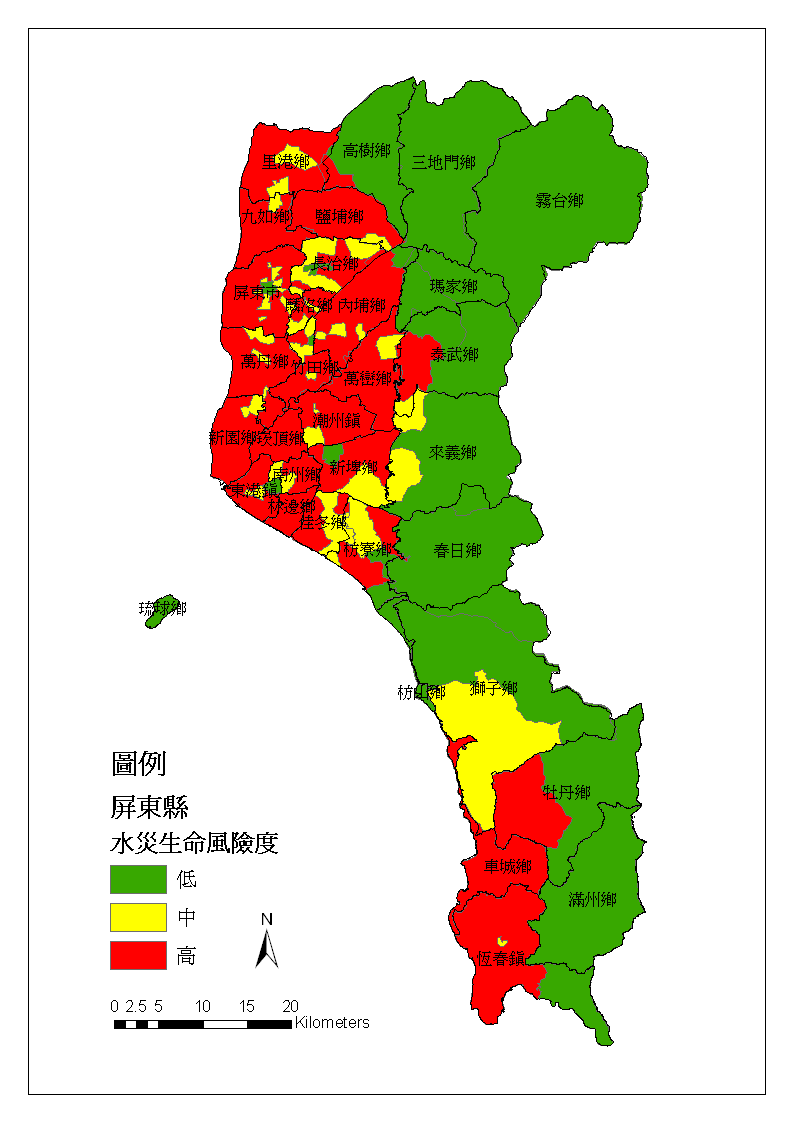 高樹鄉
三地門鄉
里港鄉
霧台鄉
九如鄉
鹽埔鄉
長治鄉
瑪家鄉
屏東市
麟洛鄉
內埔鄉
泰武鄉
萬丹鄉
竹田鄉
萬巒鄉
潮州鎮
新園鄉
崁頂鄉
來義鄉
新埤鄉
南州鄉
東港鎮
林邊鄉
佳冬鄉
枋寮鄉
春日鄉
琉球鄉
枋山鄉
獅子鄉
牡丹鄉
車城鄉
滿州鄉
恆春鎮
圖例
屏東縣
水災生命風險度
低
中
高
N
0 2.5 5 10 15 20
Kilometers